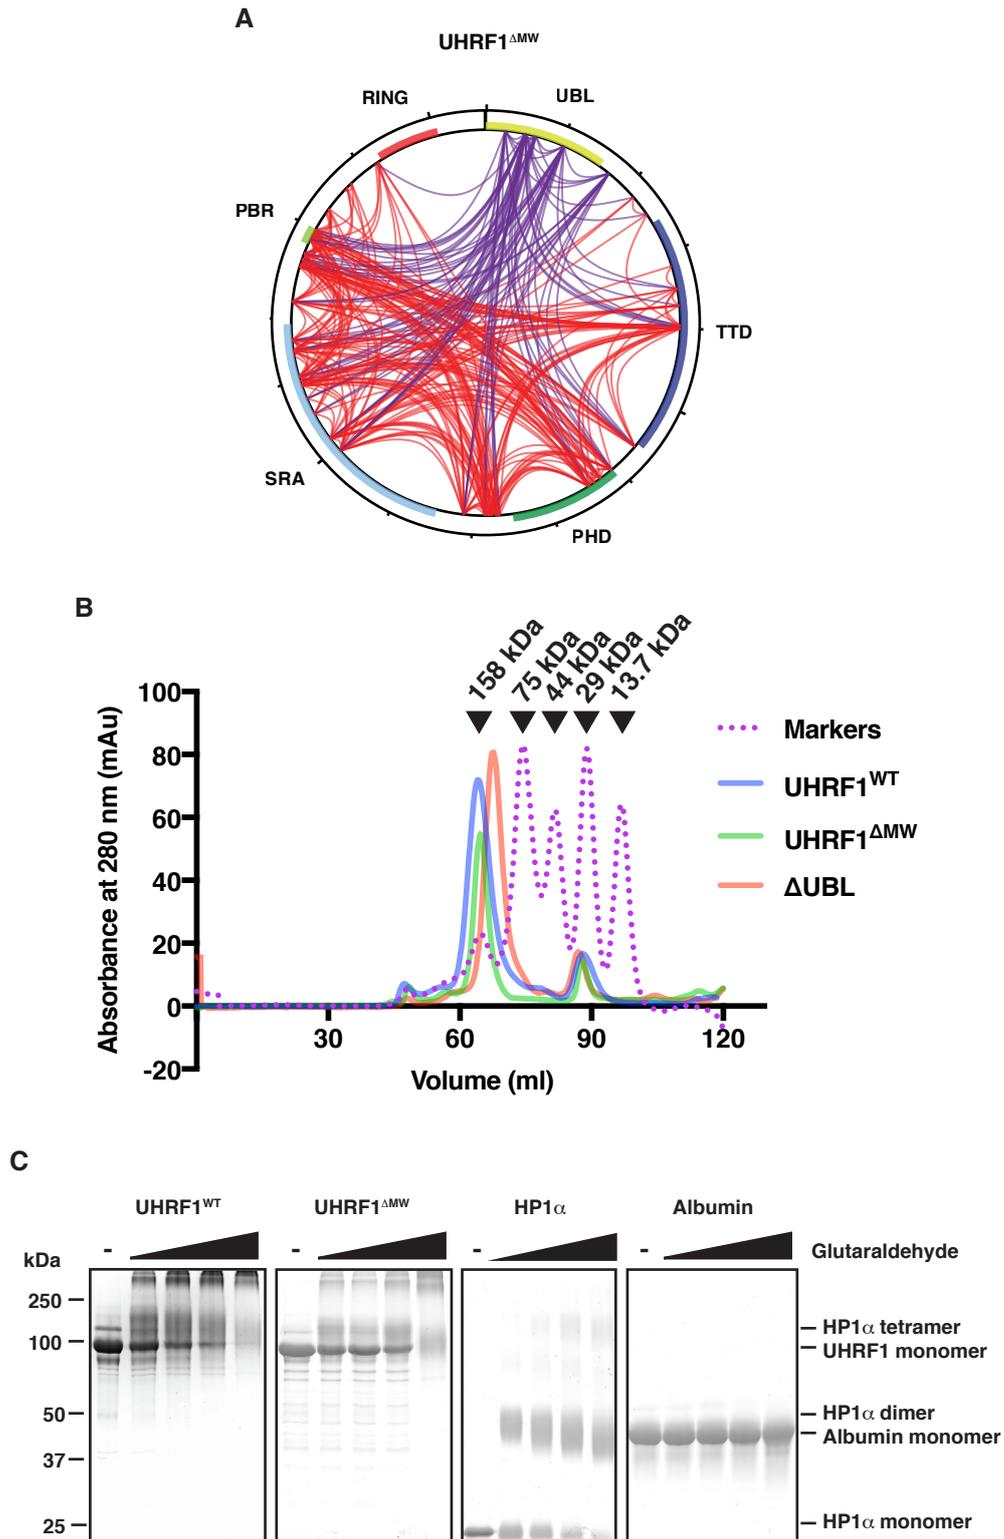 A
UHRF1ΔMW
RING
UBL
PBR
TTD
SRA
PHD
B
158 kDa
75 kDa
44 kDa
29 kDa
13.7 kDa
100
80
60
40
20
0
-20
Absorbance at 280 nm (mAu)
30
60
90
120
Volume (ml)
Markers
UHRF1WT
UHRF1ΔMW
ΔUBL
C
UHRF1WT
UHRF1ΔMW
HP1α
Albumin
kDa
-
-
-
-
Glutaraldehyde
250
100
50
37
25
HP1α tetramer
UHRF1 monomer
HP1α dimer
Albumin monomer
HP1α monomer